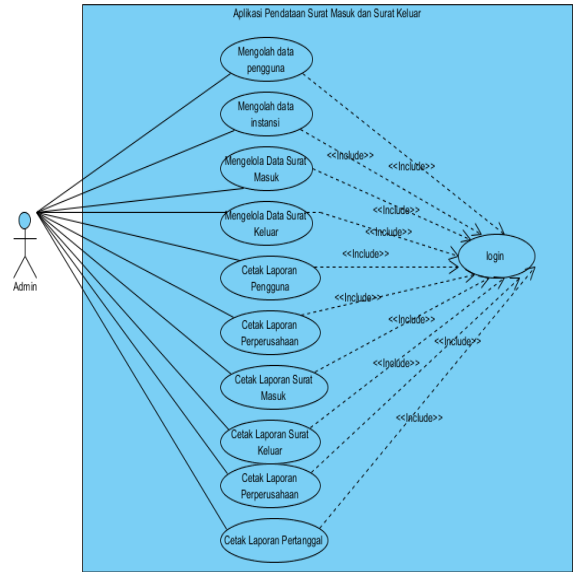 Aplikasi Pendataan Surat Masuk dan Surat Keluar
Mengolah data
pengguna
Mengolah data
instansi
<<Include>>
<<Include>>
Mengelola Data Surat
Masuk
<<Include>>
Mengelola Data Surat
Keluar
<<Include>>
Admin
login
Cetak Laporan
Pengguna
<<Include>>
<<Include>>
Cetak Laporan
Perperusahaan
<<Include>>
Cetak Laporan Surat
Masuk
<<Include>>
<<Include>>
<<Include>>
Cetak Laporan Surat
Keluar
Cetak Laporan
Perperusahaan
Cetak Laporan Pertanggal